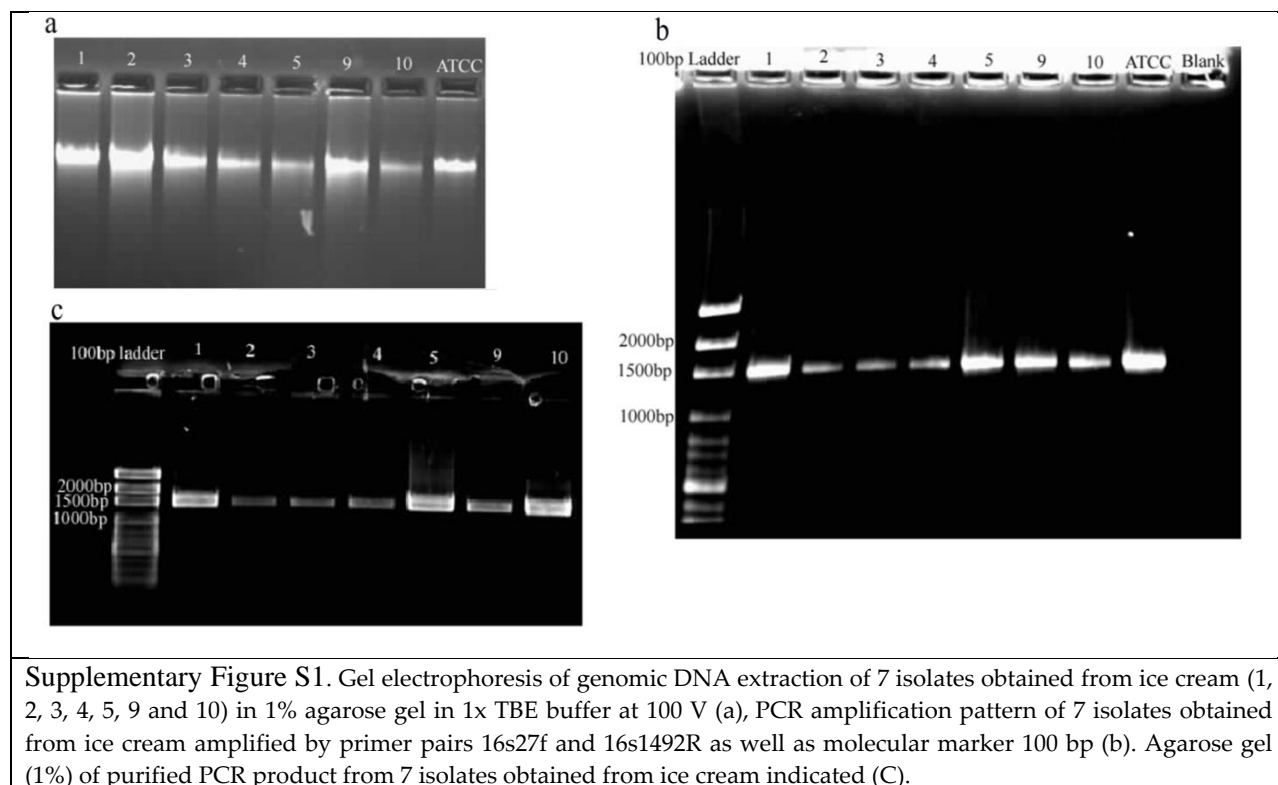 a
1 2 3 4 5 9 10 ATCC
b
100bp Ladder 1 2 3 4 5 9 10 ATCC Blank
2000bp
1500bp
1000bp
c
100bp ladder 1 2 3 4 5 9 10
2000bp
1500bp
1000bp
Supplementary Figure S1. Gel electrophoresis of genomic DNA extraction of 7 isolates obtained from ice cream (1,
2, 3, 4, 5, 9 and 10) in 1% agarose gel in 1x TBE buffer at 100 V (a), PCR amplification pattern of 7 isolates obtained
from ice cream amplified by primer pairs 16s27f and 16s1492R as well as molecular marker 100 bp (b). Agarose gel
(1%) of purified PCR product from 7 isolates obtained from ice cream indicated (C).